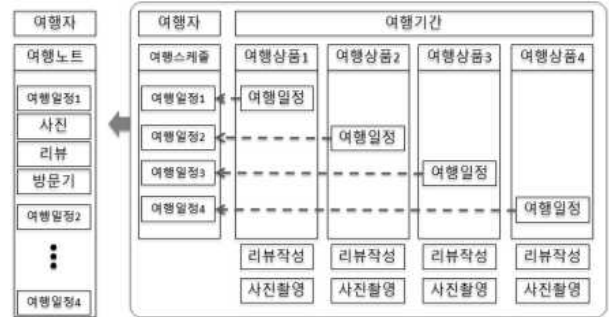 여행자
여행노트
여행일정1
사진
리뷰
방문기
여행일정2
여행일정4
여행자
여행기간
여행스케줄
여행상품1
여행상품2
여행상품3
여행상품4
여행일정1
여행일정
여행일정2
여행일정
여행일정3
여행일정
여행일정4
여행일정
리뷰작성
리뷰작성
리뷰작성
리뷰작성
사진촬영
사진촬영
사진촬영
사진촬영